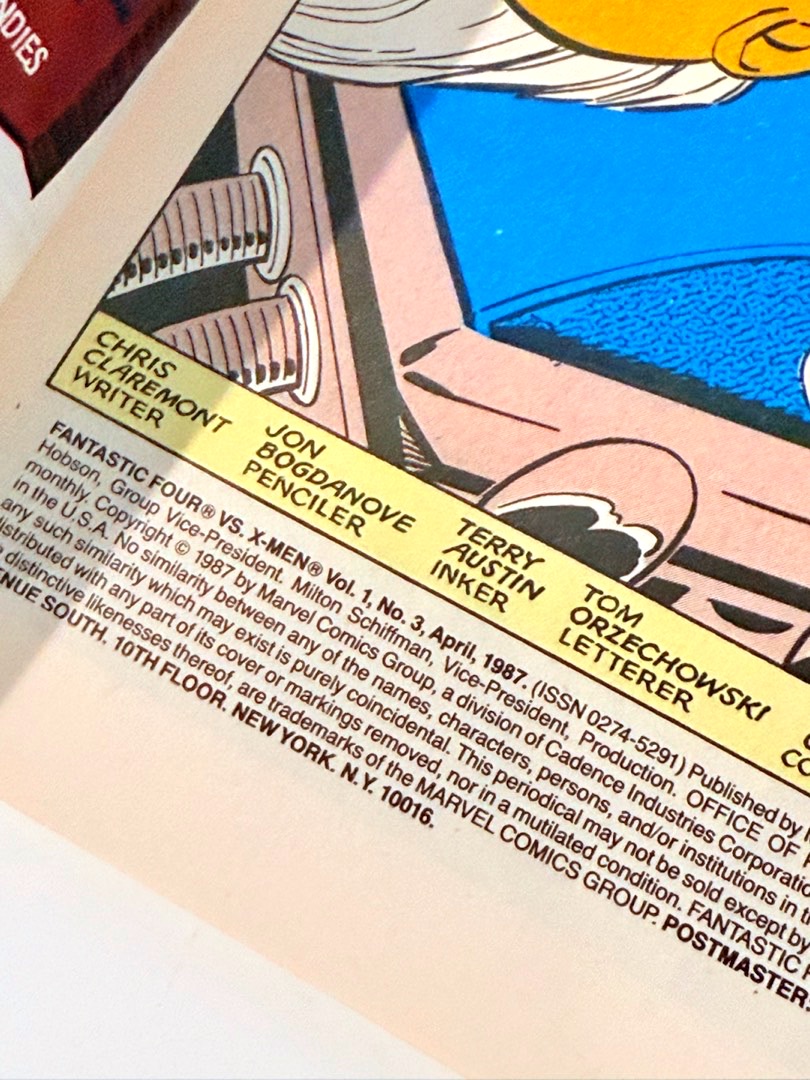 NDIES
CHRIS
CLAREMONT
WRITER
JON
BOGDANOVE
PENCILER
TERRY
AUSTIN
INKER
TOM
ORZECHOWSKI
LETTERER
CO
FANTASTIC FOUR® VS. X-MEN® Vol. 1, No. 3, April, 1987. (ISSN 0274-5291) Published by
Hobson, Group Vice-President. Milton Schiffman, Vice-President, Production. OFFICE OF
monthly. Copyright © 1987 by Marvel Comics Group, a division of Cadence Industries Corporatio
in the U.S.A. No similarity between any of the names, characters, persons, and/or institutions in th
any such similarity which may exist is purely coincidental. This periodical may not be sold except by
distributed with any part of its cover or markings removed, nor in a mutilated condition. FANTASTIC
distinctive likenesses thereof, are trademarks of the MARVEL COMICS GROUP. POSTMASTER:
ENUE SOUTH, 10TH FLOOR, NEW YORK, N.Y. 10016.